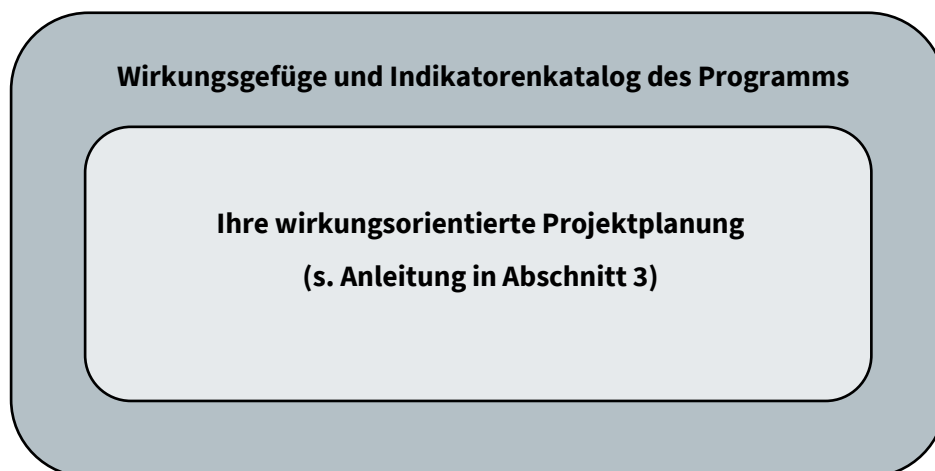 Wirkungsgefüge und Indikatorenkatalog des Programms
Ihre wirkungsorientierte Projektplanung
(s. Anleitung in Abschnitt 3)